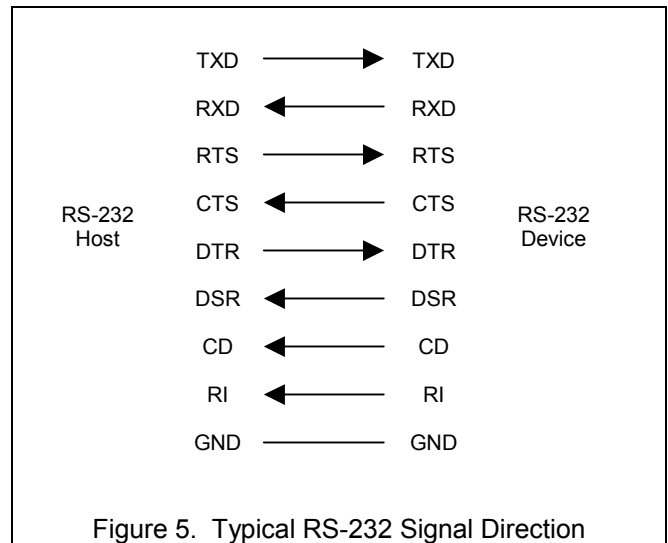 TXD TXD
RXD RXD
RTS RTS
CTS CTS
RS-232 RS-232
Host Device
DTR DTR
DSR DSR
CD CD
RI RI
GND GND
Figure 5. Typical RS-232 Signal Direction